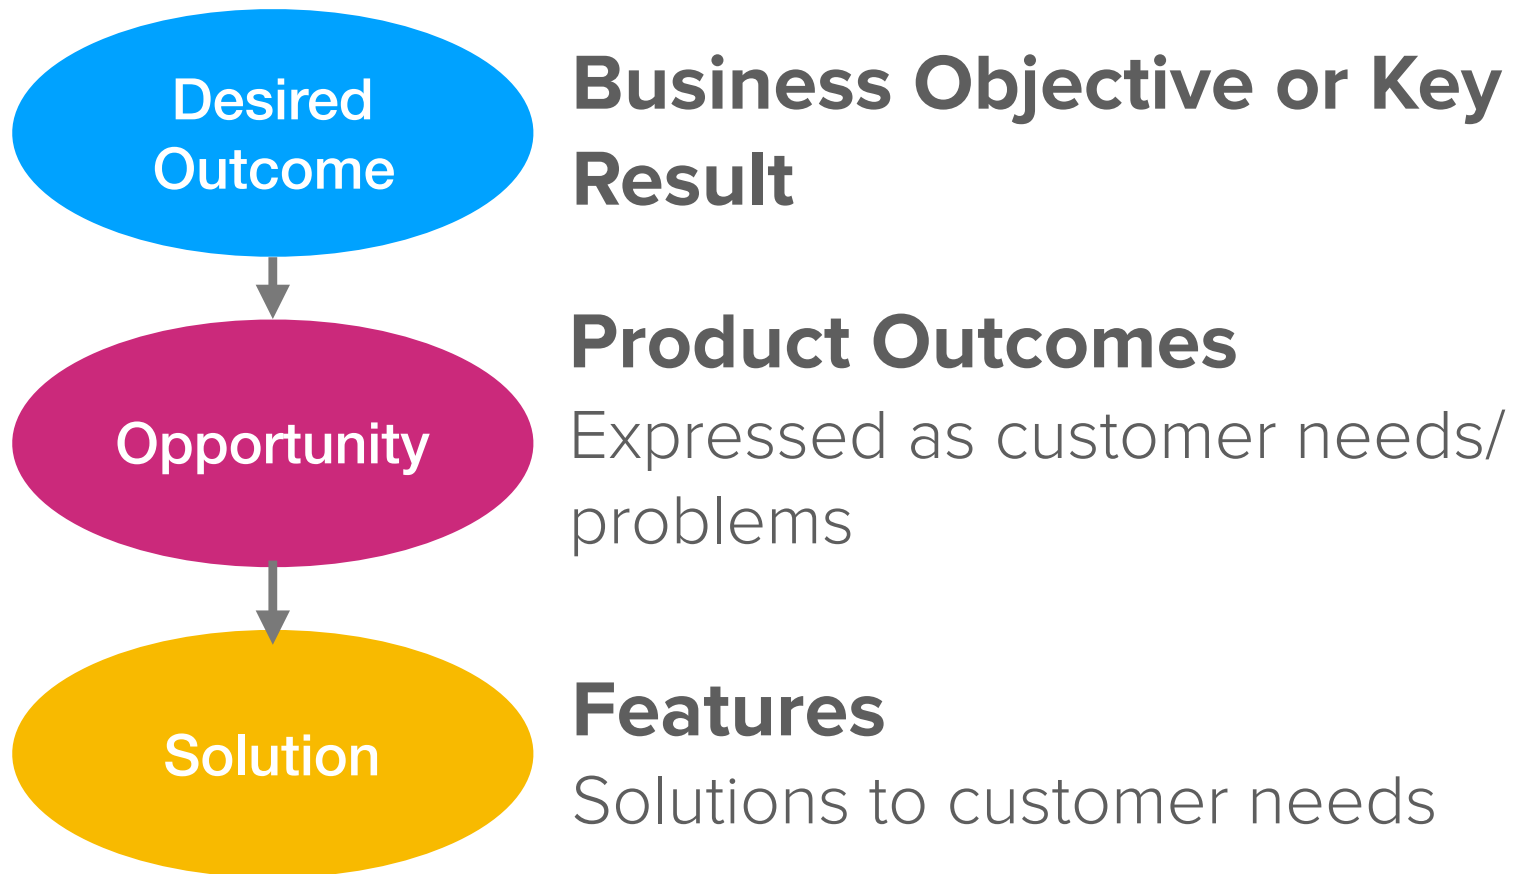 Desired
Outcome
Business Objective or Key
Result
Opportunity
Product Outcomes
Expressed as customer needs/
problems
Solution
Features
Solutions to customer needs